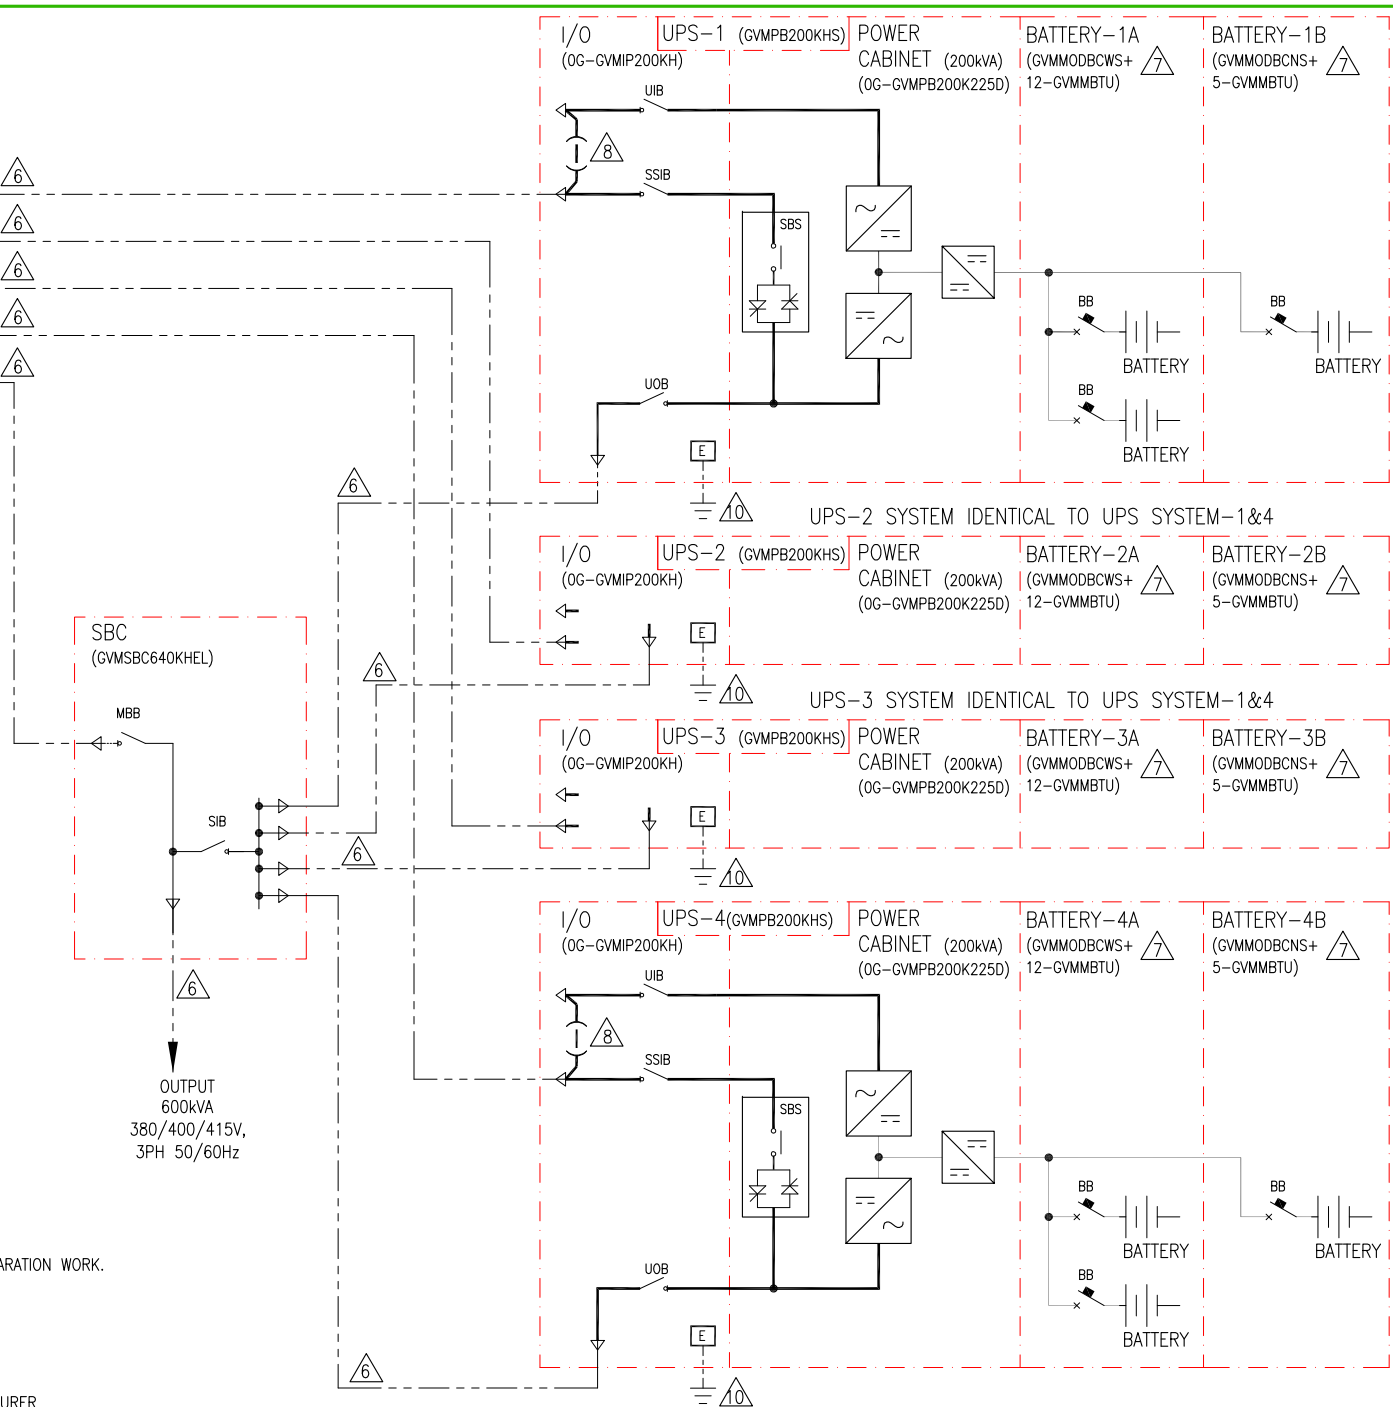 I/O
(0G-GVMIP200KH)
UPS-1 (GVMPB200KHS)
POWER
CABINET (200kVA)
(0G-GVMPB200K225D)
BATTERY-1A
(GVMMODBCWS+
12-GVMMBTU)
7
BATTERY-1B
(GVMMODBCNS+
5-GVMMBTU)
7
UIB
8
SSIB
SBS
6
6
6
6
6
BB
BATTERY
BB
BATTERY
BB
BATTERY
UOB
E
10
6
UPS-2 SYSTEM IDENTICAL TO UPS SYSTEM-1&4
I/O
(0G-GVMIP200KH)
UPS-2 (GVMPB200KHS)
POWER
CABINET (200kVA)
(0G-GVMPB200K225D)
BATTERY-2A
(GVMMODBCWS+
12-GVMMBTU)
7
BATTERY-2B
(GVMMODBCNS+
5-GVMMBTU)
7
E
10
6
SBC
(GVMSBC640KHEL)
MBB
SIB
UPS-3 SYSTEM IDENTICAL TO UPS SYSTEM-1&4
I/O
(0G-GVMIP200KH)
UPS-3 (GVMPB200KHS)
POWER
CABINET (200kVA)
(0G-GVMPB200K225D)
BATTERY-3A
(GVMMODBCWS+
12-GVMMBTU)
7
BATTERY-3B
(GVMMODBCNS+
5-GVMMBTU)
7
E
10
6
6
OUTPUT
600kVA
380/400/415V,
3PH 50/60Hz
I/O
(0G-GVMIP200KH)
UPS-4(GVMPB200KHS)
POWER
CABINET (200kVA)
(0G-GVMPB200K225D)
BATTERY-4A
(GVMMODBCWS+
12-GVMMBTU)
7
BATTERY-4B
(GVMMODBCNS+
5-GVMMBTU)
7
UIB
8
SSIB
SBS
BB
BATTERY
BB
BATTERY
BB
BATTERY
UOB
E
10
6
ARATION WORK.
URER